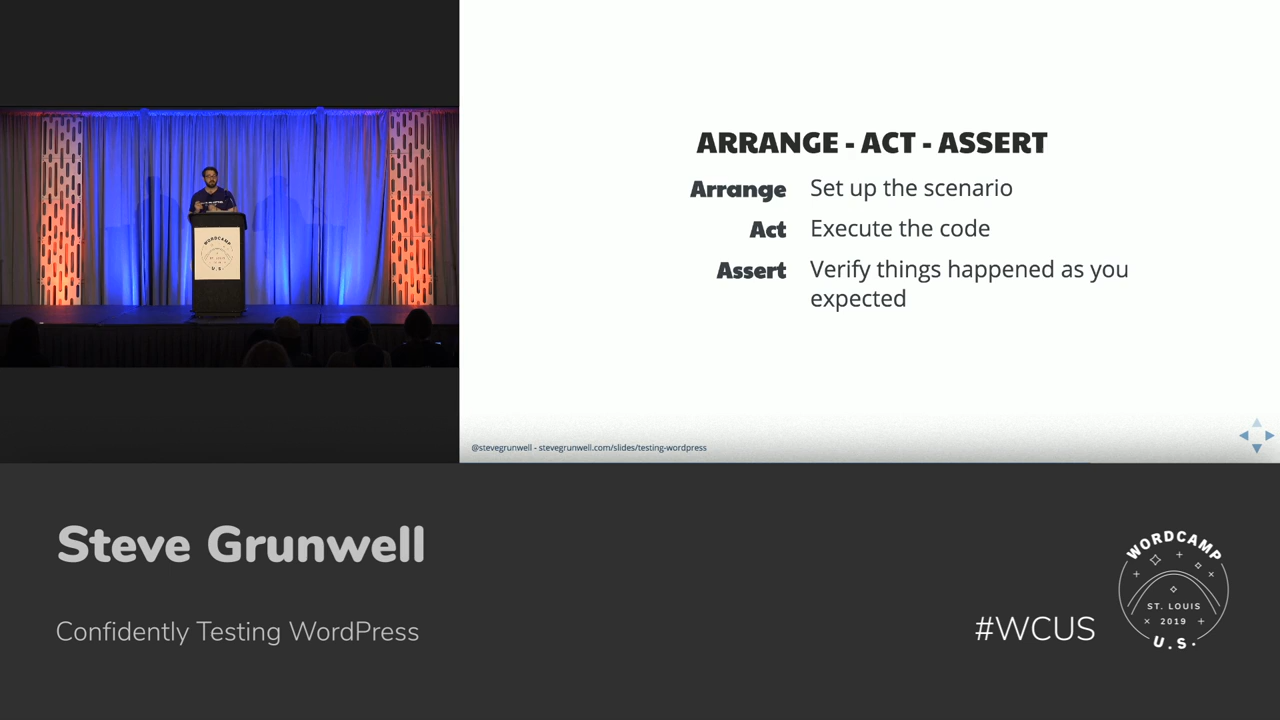 ARRANGE - ACT - ASSERT
Arrange Set up the scenario
Act Execute the code
Assert Verify things happened as you
expected
@stevegrunwell - stevegrunwell.com/slides/testing-wordpress
WORDCAMP
U.S.
Steve Grunwell
Confidently Testing WordPress
#WCUS
WORDCAMP
ST. LOUIS
2019
U.S.